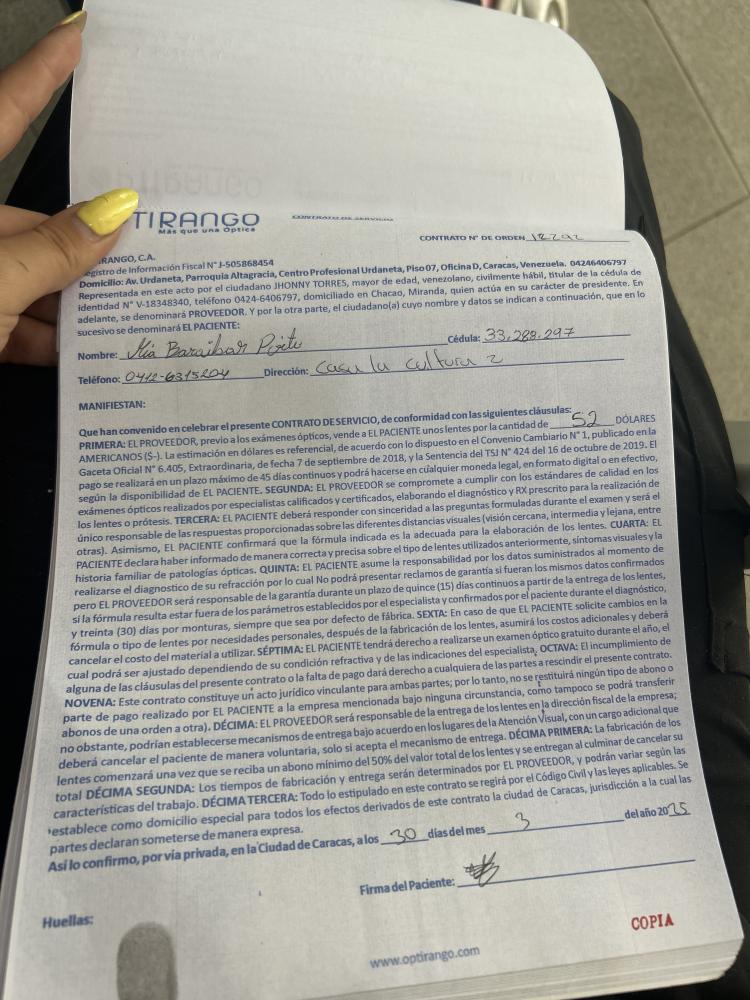 TIRANGO
Más que una Óptica
CONTRATO DE SERVICIO
CONTRATO N° DE ORDEN 12292
RANGO, C.A.
egistro de Información Fiscal N° J-505868454
Domicilio: Av. Urdaneta, Parroquia Altagracia, Centro Profesional Urdaneta, Piso 07, Oficina D, Caracas, Venezuela. 04246406797
Representada en este acto por el ciudadano JHONNY TORRES, mayor de edad, venezolano, civilmente hábil, titular de la cédula de
identidad N° V-18348340, teléfono 0424-6406797, domiciliado en Chacao, Miranda, quien actúa en su carácter de presidente. En
adelante, se denominará PROVEEDOR. Y por la otra parte, el ciudadano(a) cuyo nombre y datos se indican a continuación, que en lo
sucesivo se denominará EL PACIENTE:
Nombre: Mia Baraibar Cédula: 33.288.297
Teléfono: 0412-6315204 Dirección: Casa la cultura 2
MANIFIESTAN:
Que han convenido en celebrar el presente CONTRATO DE SERVICIO, de conformidad con las siguientes cláusulas:
PRIMERA: EL PROVEEDOR, previo a los exámenes ópticos, vende a EL PACIENTE unos lentes por la cantidad de 52 DÓLARES
AMERICANOS ($-). La estimación en dólares es referencial, de acuerdo con lo dispuesto en el Convenio Cambiario N° 1, publicado en la
Gaceta Oficial N° 6.405, Extraordinaria, de fecha 7 de septiembre de 2018, y la Sentencia del TSJ N° 424 del 16 de octubre de 2019. El
pago se realizará en un plazo máximo de 45 días continuos y podrá hacerse en cualquier moneda legal, en formato digital o en efectivo,
según la disponibilidad de EL PACIENTE. SEGUNDA: EL PROVEEDOR se compromete a cumplir con los estándares de calidad en los
exámenes ópticos realizados por especialistas calificados y certificados, elaborando el diagnóstico y RX prescrito para la realización de
los lentes o prótesis. TERCERA: EL PACIENTE deberá responder con sinceridad a las preguntas formuladas durante el examen y será el
único responsable de las respuestas proporcionadas sobre las diferentes distancias visuales (visión cercana, intermedia y lejana, entre
otras). Asimismo, EL PACIENTE confirmará que la fórmula indicada es la adecuada para la elaboración de los lentes. CUARTA: EL
PACIENTE declara haber informado de manera correcta y precisa sobre el tipo de lentes utilizados anteriormente, síntomas visuales y la
historia familiar de patologías ópticas. QUINTA: EL PACIENTE asume la responsabilidad por los datos suministrados al momento de
realizarse el diagnostico de su refracción por lo cual No podrá presentar reclamos de garantía si fueran los mismos datos confirmados
pero EL PROVEEDOR será responsable de la garantía durante un plazo de quince (15) días continuos a partir de la entrega de los lentes,
si la fórmula resulta estar fuera de los parámetros establecidos por el especialista y confirmados por el paciente durante el diagnóstico,
y treinta (30) días por monturas, siempre que sea por defecto de fábrica. SEXTA: En caso de que EL PACIENTE solicite cambios en la
fórmula o tipo de lentes por necesidades personales, después de la fabricación de los lentes, asumirá los costos adicionales y deberá
cancelar el costo del material a utilizar. SÉPTIMA: EL PACIENTE tendrá derecho a realizarse un examen óptico gratuito durante el año, el
cual podrá ser ajustado dependiendo de su condición refractiva y de las indicaciones del especialista. OCTAVA: El incumplimiento de
alguna de las cláusulas del presente contrato o la falta de pago dará derecho a cualquiera de las partes a rescindir el presente contrato.
NOVENA: Este contrato constituye un acto jurídico vinculante para ambas partes; por lo tanto, no se restituirá ningún tipo de abono o
parte de pago realizado por EL PACIENTE a la empresa mencionada bajo ninguna circunstancia, como tampoco se podrá transferir
abonos de una orden a otra). DÉCIMA: EL PROVEEDOR será responsable de la entrega de los lentes en la dirección fiscal de la empresa;
no obstante, podrían establecerse mecanismos de entrega bajo acuerdo en los lugares de la Atención Visual, con un cargo adicional que
deberá cancelar el paciente de manera voluntaria, solo si acepta el mecanismo de entrega. DÉCIMA PRIMERA: La fabricación de los
lentes comenzará una vez que se reciba un abono mínimo del 50% del valor total de los lentes y se entregan al culminar de cancelar su
total DÉCIMA SEGUNDA: Los tiempos de fabricación y entrega serán determinados por EL PROVEEDOR, y podrán variar según las
características del trabajo. DÉCIMA TERCERA: Todo lo estipulado en este contrato se regirá por el Código Civil y las leyes aplicables. Se
establece como domicilio especial para todos los efectos derivados de este contrato la ciudad de Caracas, jurisdicción a la cual las
partes declaran someterse de manera expresa.
Así lo confirmo, por vía privada, en la Ciudad de Caracas, a los 30 días del mes 3 del año 2025
Firma del Paciente:
Huellas:
COPIA
www.optirango.com